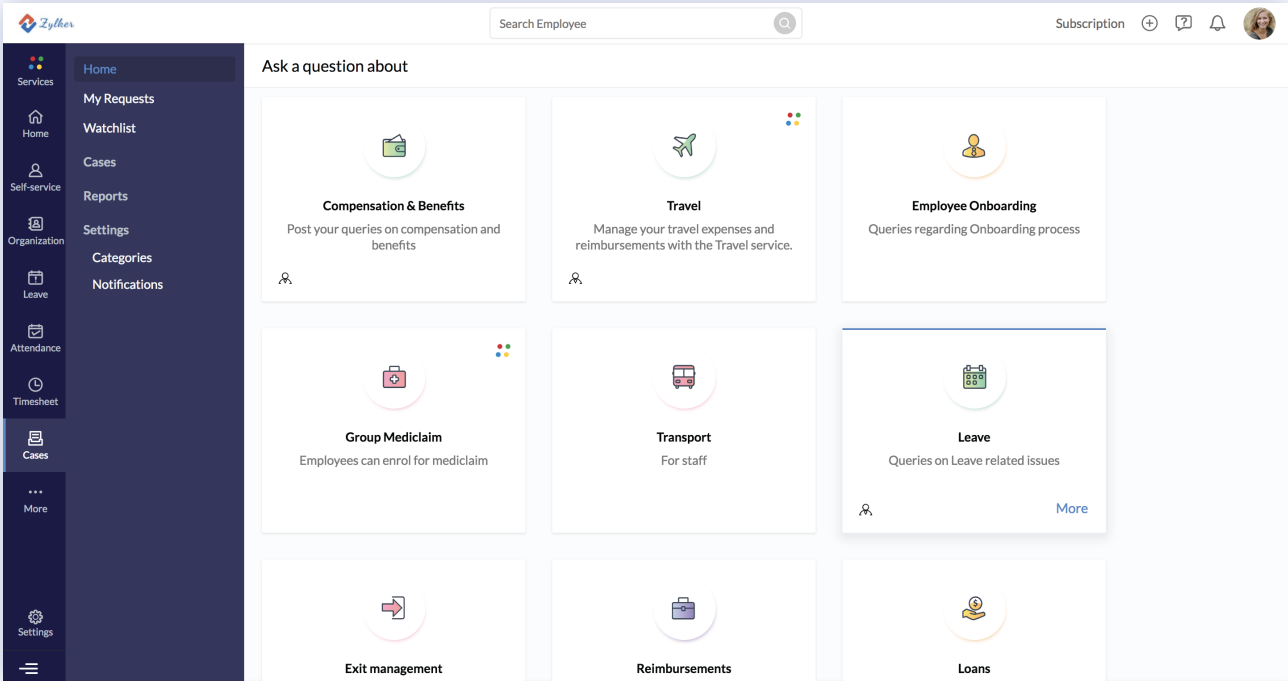 Zylker
Search Employee
Subscription
Services
Home
Self-service
Organization
Leave
Attendance
Timesheet
Cases
More
Settings
Home
My Requests
Watchlist
Cases
Reports
Settings
Categories
Notifications
Ask a question about
Compensation & Benefits
Post your queries on compensation and
benefits
Travel
Manage your travel expenses and
reimbursements with the Travel service.
Employee Onboarding
Queries regarding Onboarding process
Group Mediclaim
Employees can enrol for mediclaim
Transport
For staff
Leave
Queries on Leave related issues
More
Exit management
Reimbursements
Loans